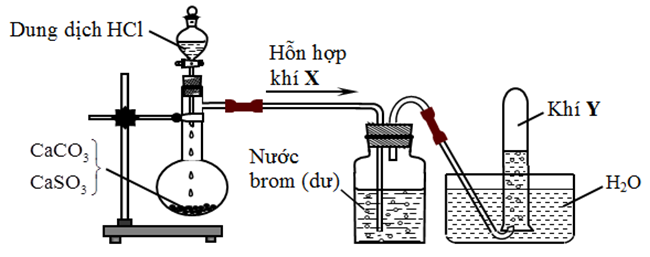 Dung dịch HCl
Hỗn hợp
khí X
Khí Y
CaCO₃
CaSO₃
Nước
brom (dư)
H₂O